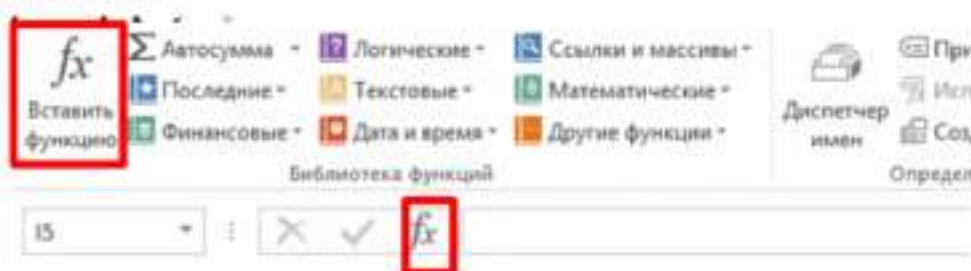 fx Σ Автосумма Логические Ссылки и массивы
Вставить функцию Последние Текстовые Математические Диспетчер имен
Финансовые Дата и время Другие функции
Библиотека функций Определ
I5 fx